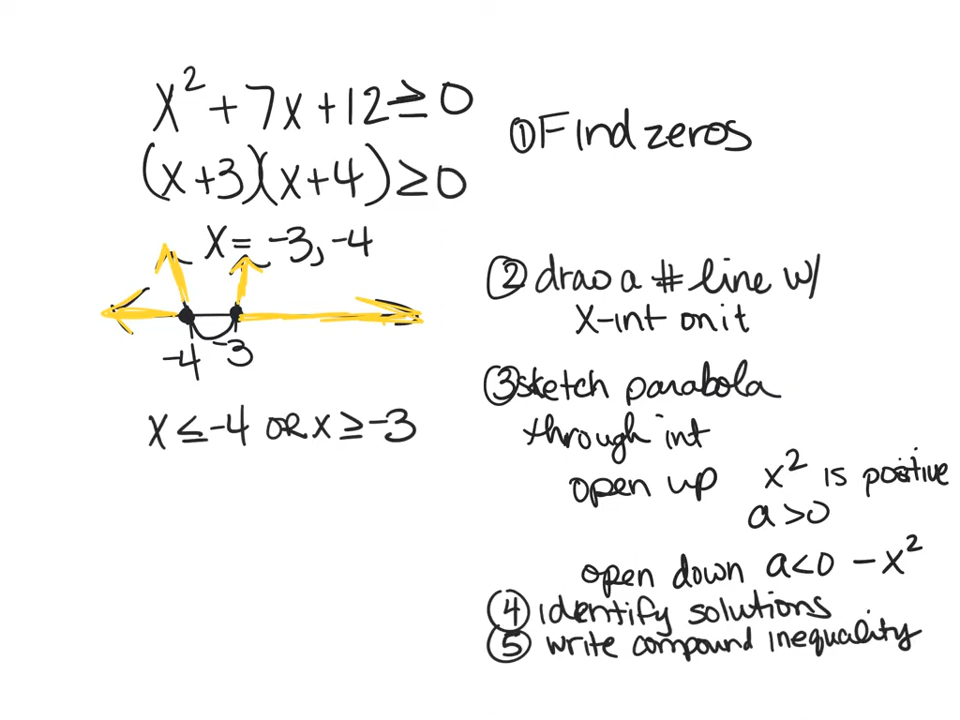 x² + 7x + 12 ≥ 0
(x + 3)(x + 4) ≥ 0
x = -3, -4
-4 -3
x ≤ -4 OR x ≥ -3
① Find zeros
② draw a # line w/
x-int on it
③ sketch parabola
through int
open up x² is positive
a > 0
open down a < 0 - x²
④ identify solutions
⑤ write compound inequality